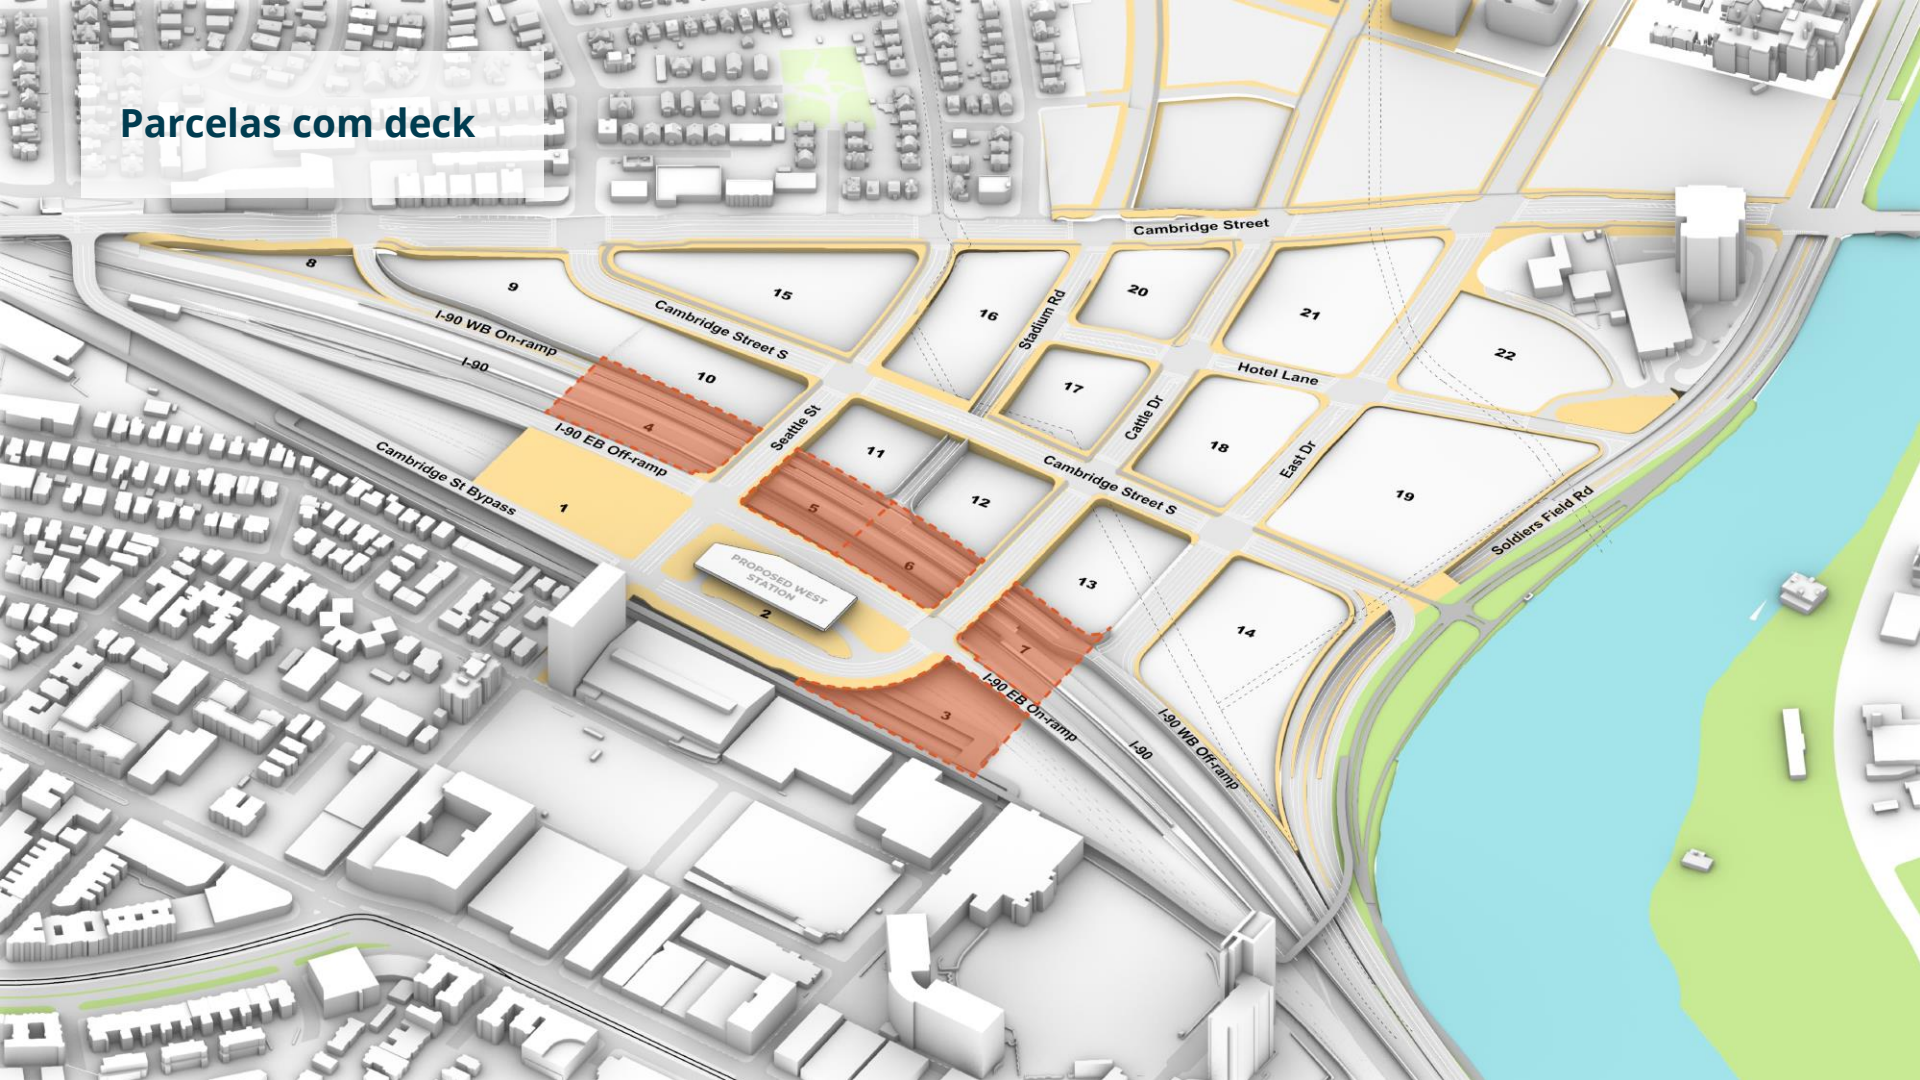 Parcelas com deck
Cambridge Street
8
9
15
16
20
21
22
I-90 WB On-ramp
Cambridge Street S
Stadium Rd
Hotel Lane
I-90
10
17
Cattle Dr
4
Seattle St
I-90 EB Off-ramp
11
18
East Dr
Cambridge St Bypass
1
5
12
Cambridge Street S
19
Soldiers Field Rd
6
PROPOSED WEST
STATION
2
13
14
7
3
I-90 EB On-ramp
I-90
I-90 WB Off-ramp